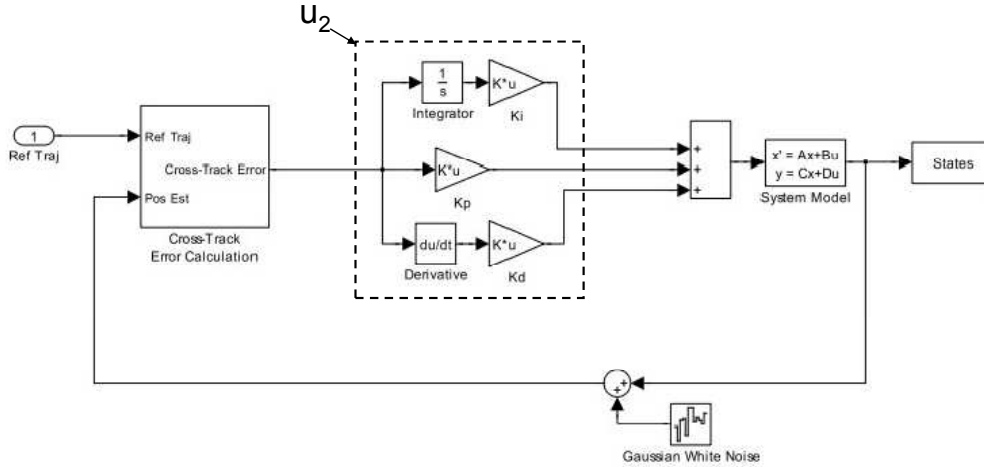 u2
1
s
Integrator
K*u
Ki
1
Ref Traj
Ref Traj
Cross-Track Error
Pos Est
Cross-Track
Error Calculation
K*u
Kp
du/dt
Derivative
K*u
Kd
+
+
+
x' = Ax+Bu
y = Cx+Du
System Model
States
+
+
Gaussian White Noise